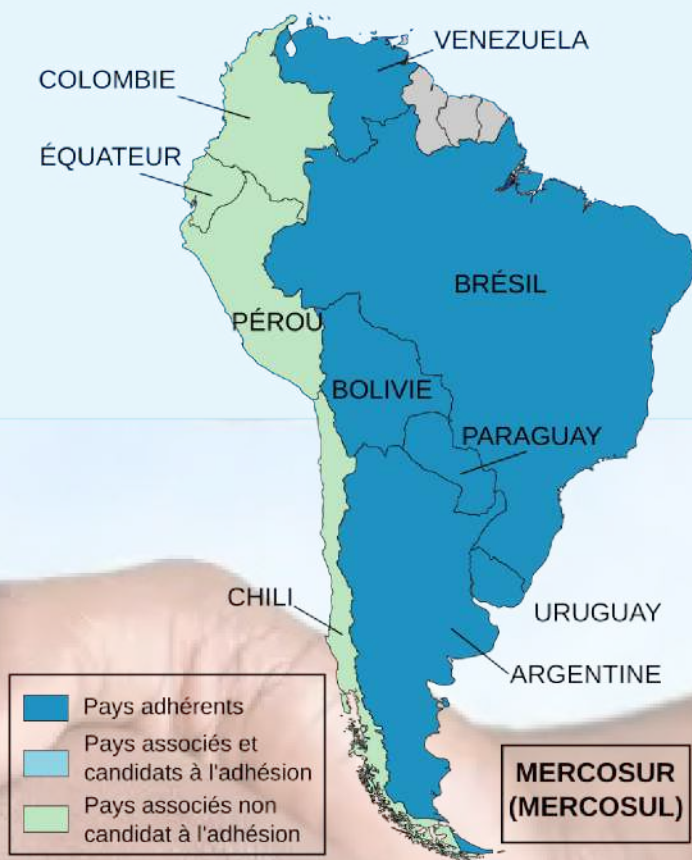 VENEZUELA
COLOMBIE
ÉQUATEUR
BRÉSIL
PÉROU
BOLIVIE
PARAGUAY
CHILI
URUGUAY
ARGENTINE
Pays adhérents
Pays associés et
candidats à l'adhésion
Pays associés non
candidat à l'adhésion
MERCOSUR
(MERCOSUL)